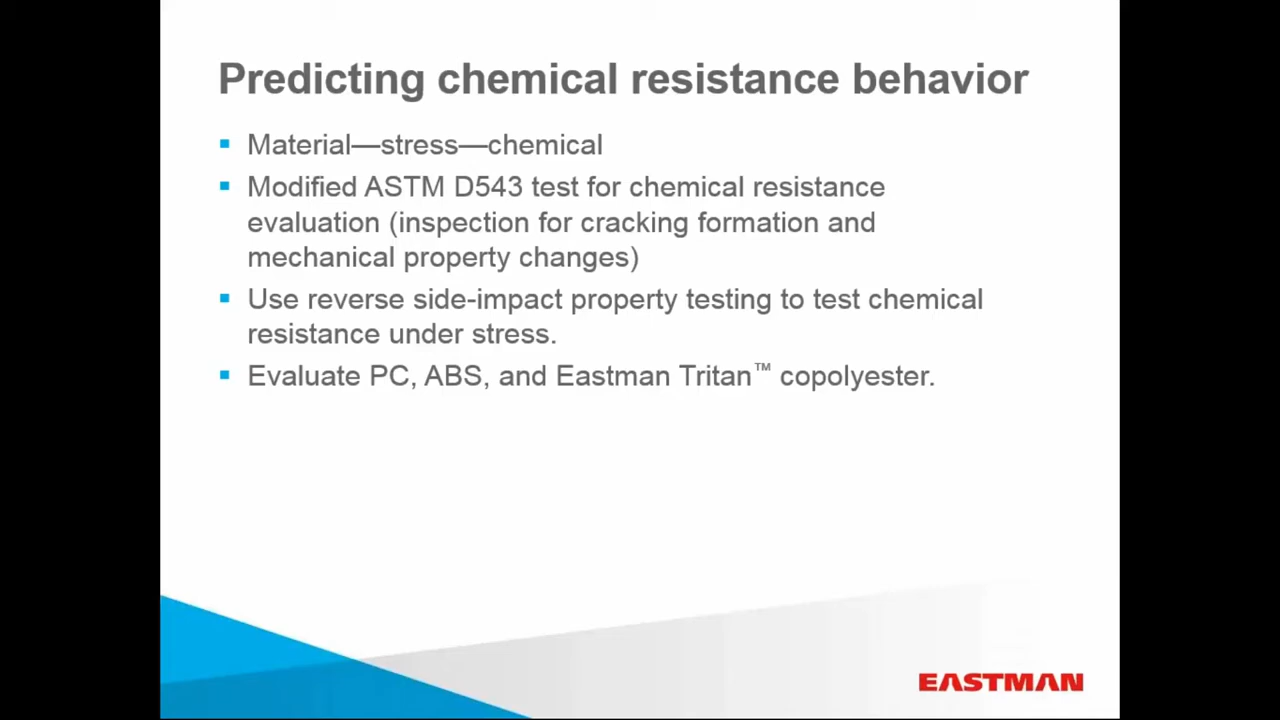 Predicting chemical resistance behavior
▪ Material—stress—chemical
▪ Modified ASTM D543 test for chemical resistance
evaluation (inspection for cracking formation and
mechanical property changes)
▪ Use reverse side-impact property testing to test chemical
resistance under stress.
▪ Evaluate PC, ABS, and Eastman Tritan™ copolyester.
EASTMAN